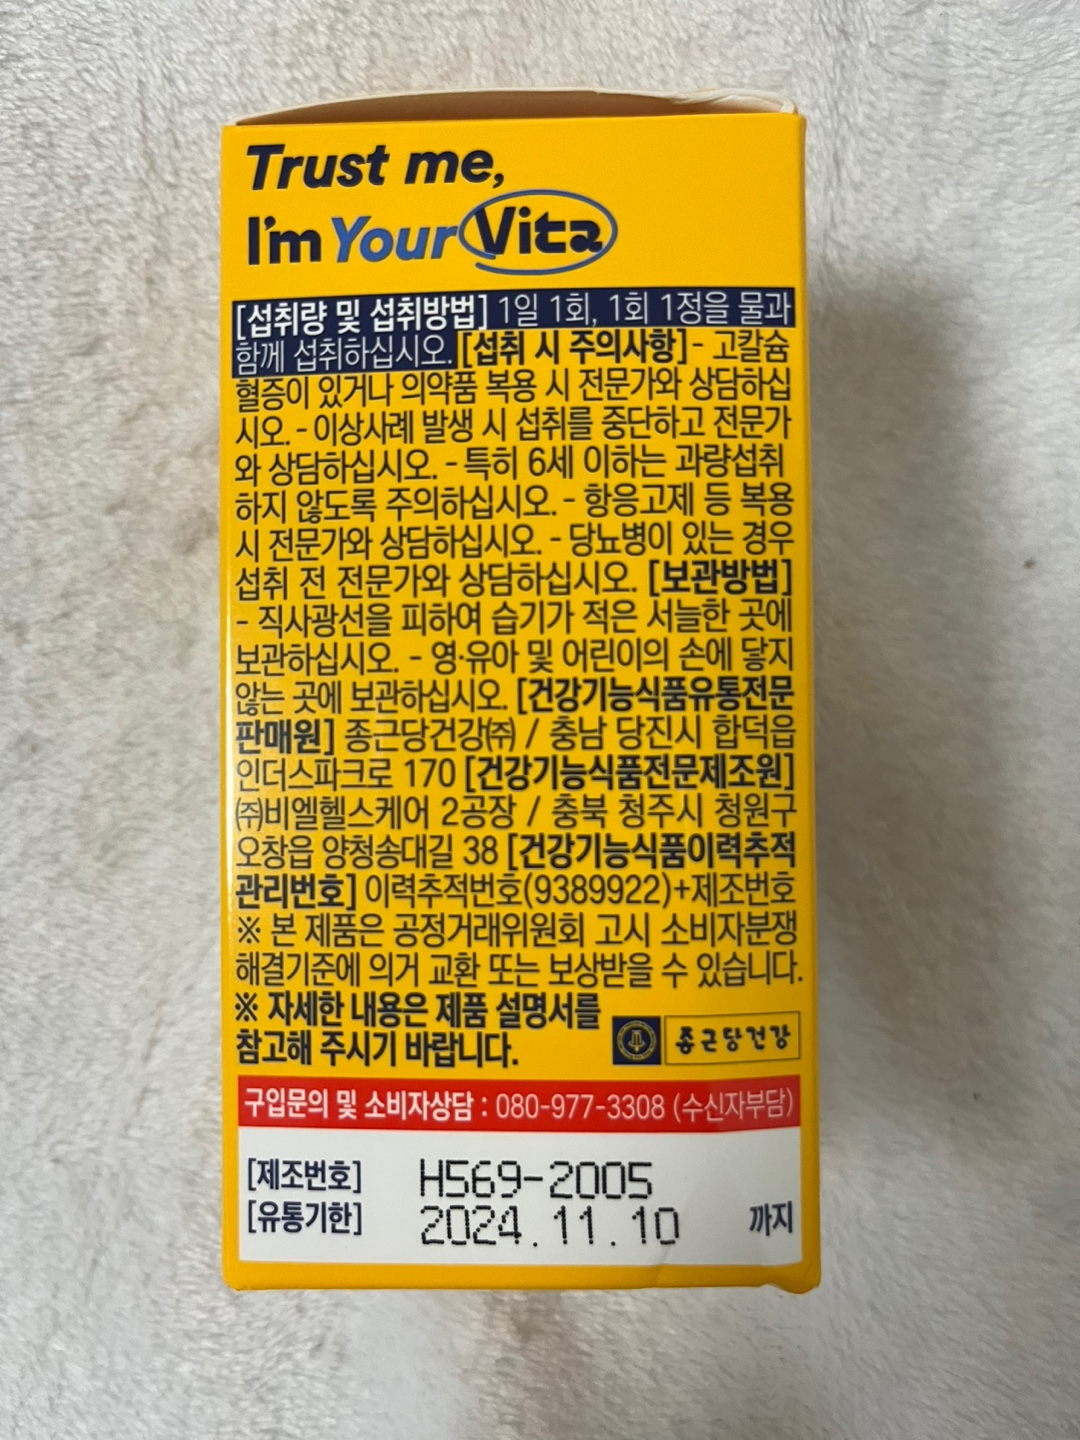 Trust me,
I'm Your Vita
[섭취량 및 섭취방법] 1일 1회, 1회 1정을 물과
함께 섭취하십시오. [섭취 시 주의사항] - 고칼슘
혈증이 있거나 의약품 복용 시 전문가와 상담하십
시오. - 이상사례 발생 시 섭취를 중단하고 전문가
와 상담하십시오. - 특히 6세 이하는 과량섭취
하지 않도록 주의하십시오. - 항응고제 등 복용
시 전문가와 상담하십시오. - 당뇨병이 있는 경우
섭취 전 전문가와 상담하십시오. [보관방법]
- 직사광선을 피하여 습기가 적은 서늘한 곳에
보관하십시오. - 영·유아 및 어린이의 손에 닿지
않는 곳에 보관하십시오. [건강기능식품유통전문
판매원] 종근당건강㈜ / 충남 당진시 합덕읍
인더스파크로 170 [건강기능식품전문제조원]
㈜비엘헬스케어 2공장 / 충북 청주시 청원구
오창읍 양청송대길 38 [건강기능식품이력추적
관리번호] 이력추적번호(9389922)+제조번호
※ 본 제품은 공정거래위원회 고시 소비자분쟁
해결기준에 의거 교환 또는 보상받을 수 있습니다.
※ 자세한 내용은 제품 설명서를
참고해 주시기 바랍니다.
종근당건강
구입문의 및 소비자상담 : 080-977-3308 (수신자부담)
[제조번호] H569-2005
[유통기한] 2024.11.10 까지